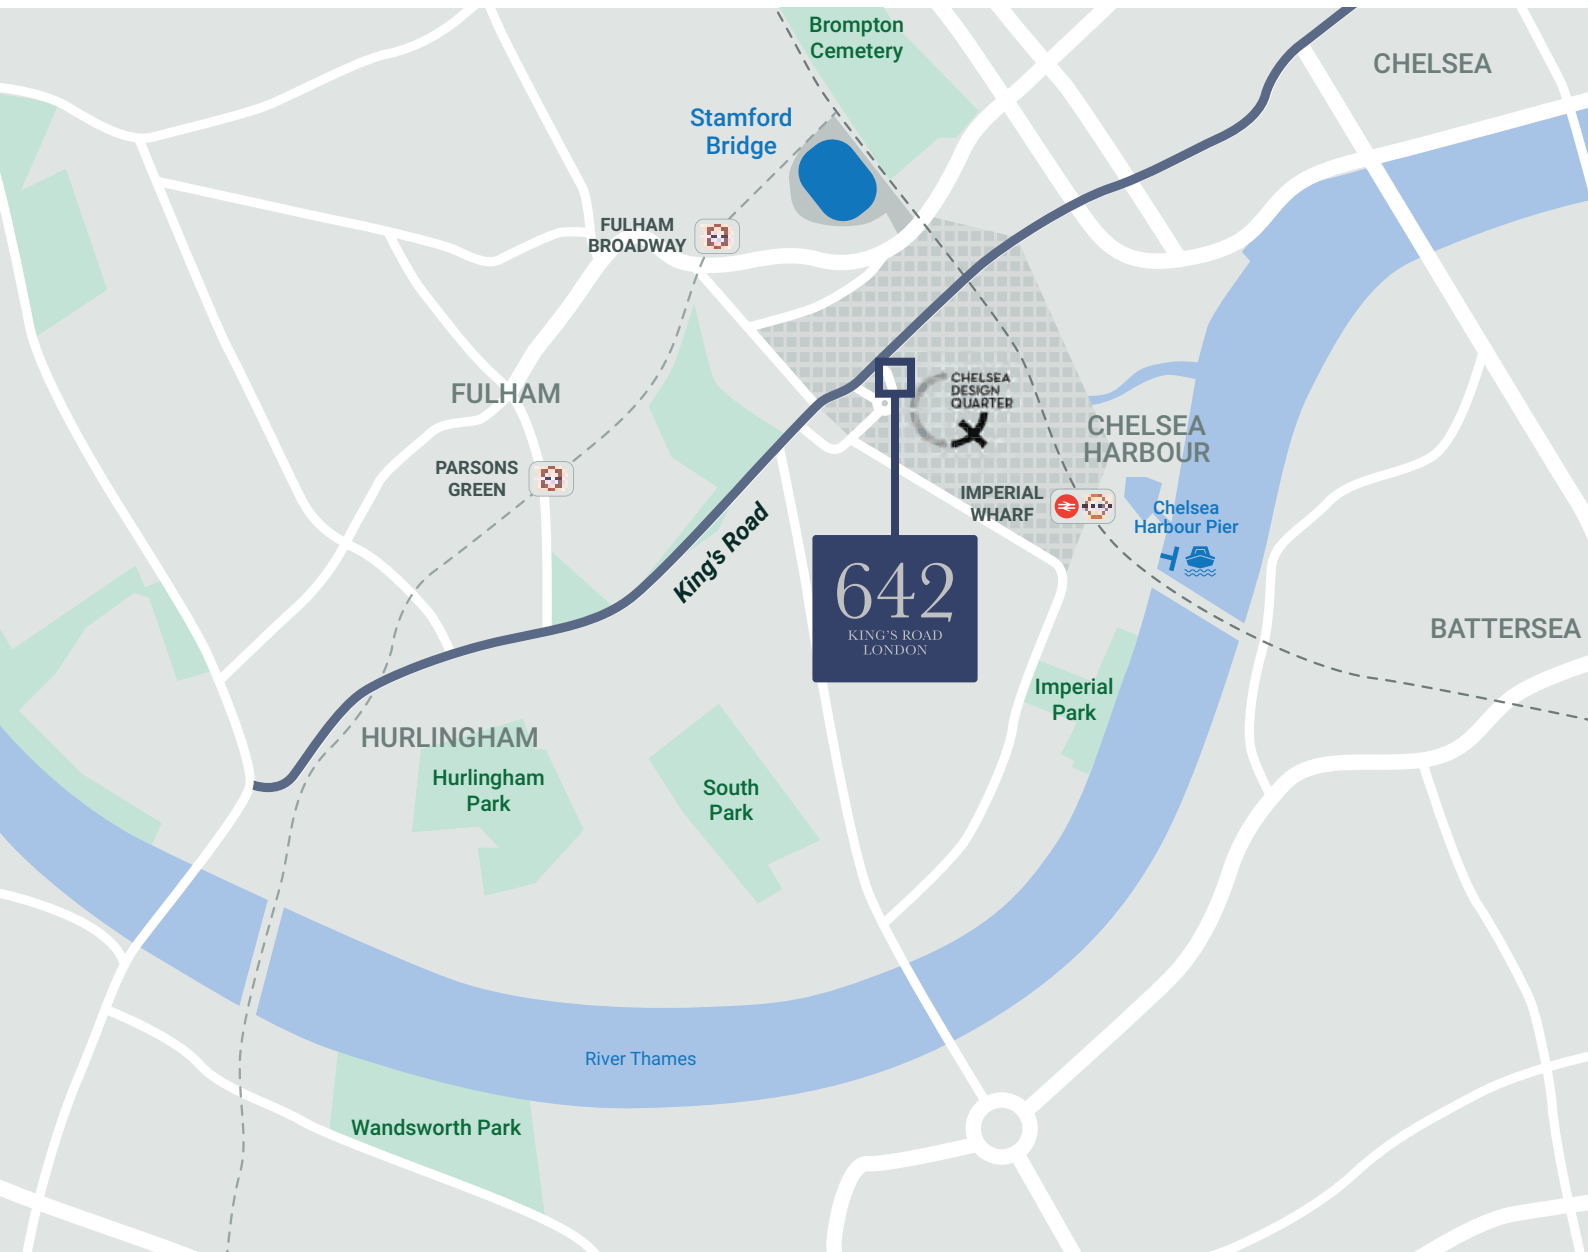 Brompton
Cemetery
CHELSEA
Stamford
Bridge
FULHAM
BROADWAY
FULHAM
CHELSEA
DESIGN
QUARTER
CHELSEA
HARBOUR
PARSONS
GREEN
IMPERIAL
WHARF
Chelsea
Harbour Pier
King's Road
642
KING'S ROAD
LONDON
BATTERSEA
Imperial
Park
HURLINGHAM
Hurlingham
Park
South
Park
River Thames
Wandsworth Park